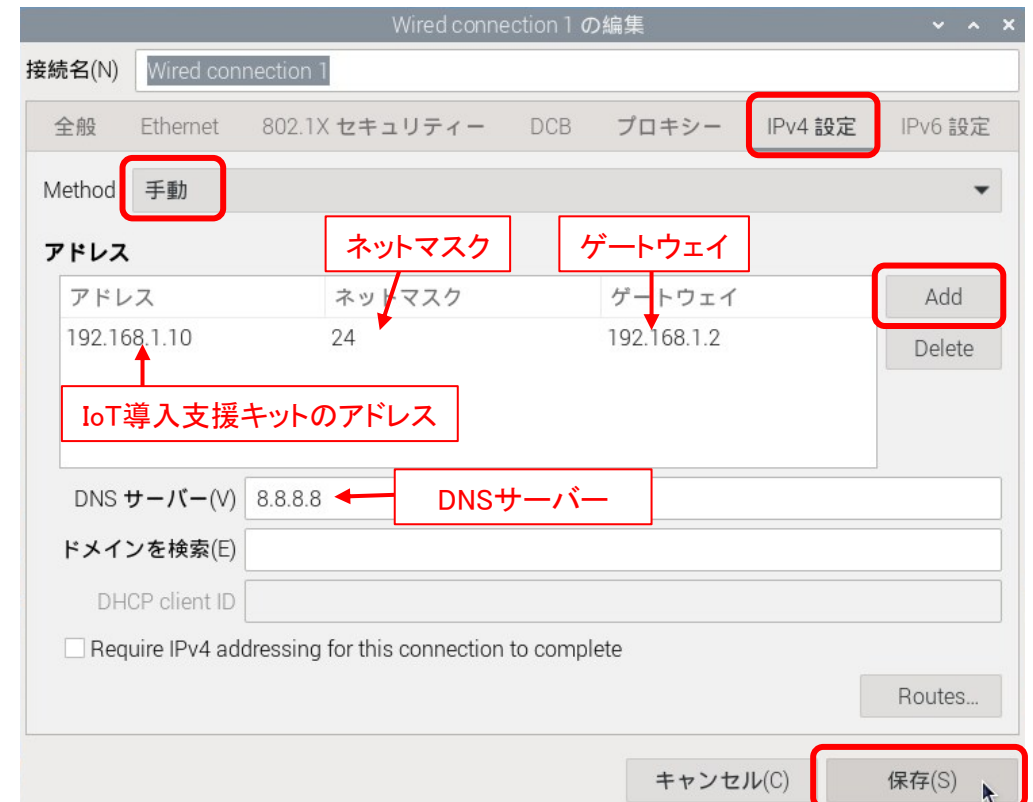 Wired connection 1 の編集
接続名(N) Wired connection 1
全般 Ethernet 802.1X セキュリティー DCB プロキシー IPv4 設定 IPv6 設定
Method 手動
アドレス
ネットマスク ゲートウェイ
アドレス ネットマスク ゲートウェイ Add
192.168.1.10 24 192.168.1.2 Delete
IoT導入支援キットのアドレス
DNS サーバー(V) 8.8.8.8 DNSサーバー
ドメインを検索(E)
DHCP client ID
Require IPv4 addressing for this connection to complete
Routes...
キャンセル(C) 保存(S)